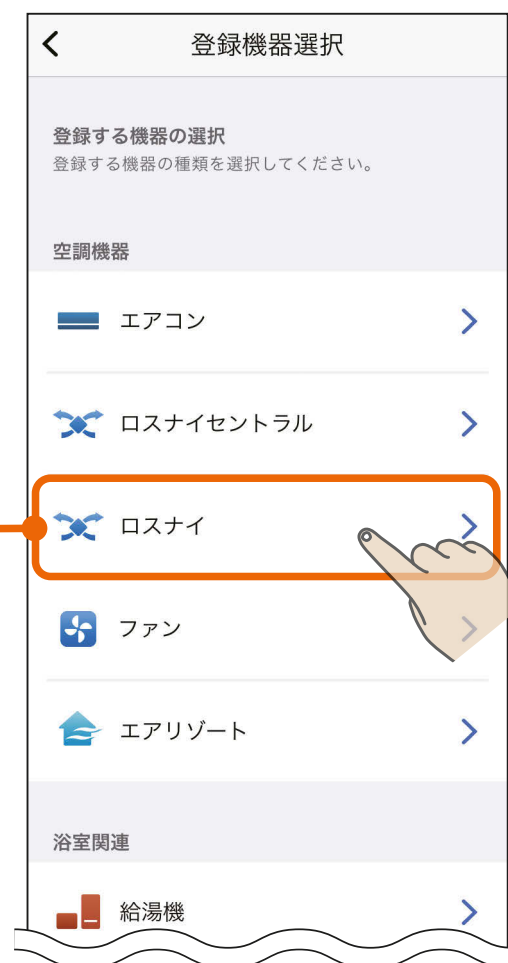 登録機器選択
登録する機器の選択
登録する機器の種類を選択してください。
空調機器
エアコン
ロスナイセントラル
ロスナイ
ファン
エアリゾート
浴室関連
給湯機